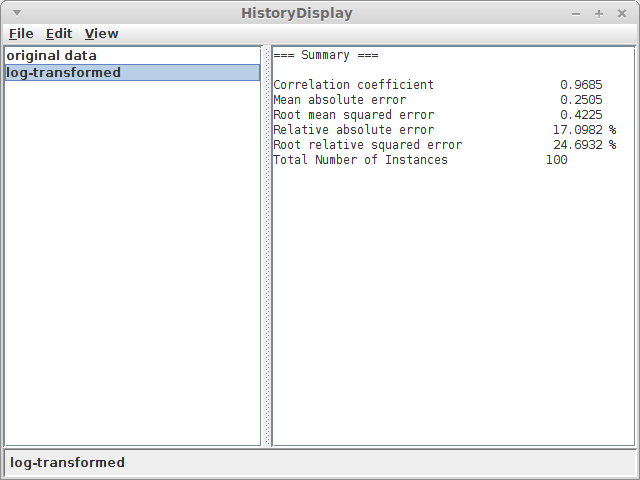 HistoryDisplay
File Edit View
original data
log-transformed
=== Summary ===
Correlation coefficient 0.9685
Mean absolute error 0.2505
Root mean squared error 0.4225
Relative absolute error 17.0982 %
Root relative squared error 24.6932 %
Total Number of Instances 100
log-transformed